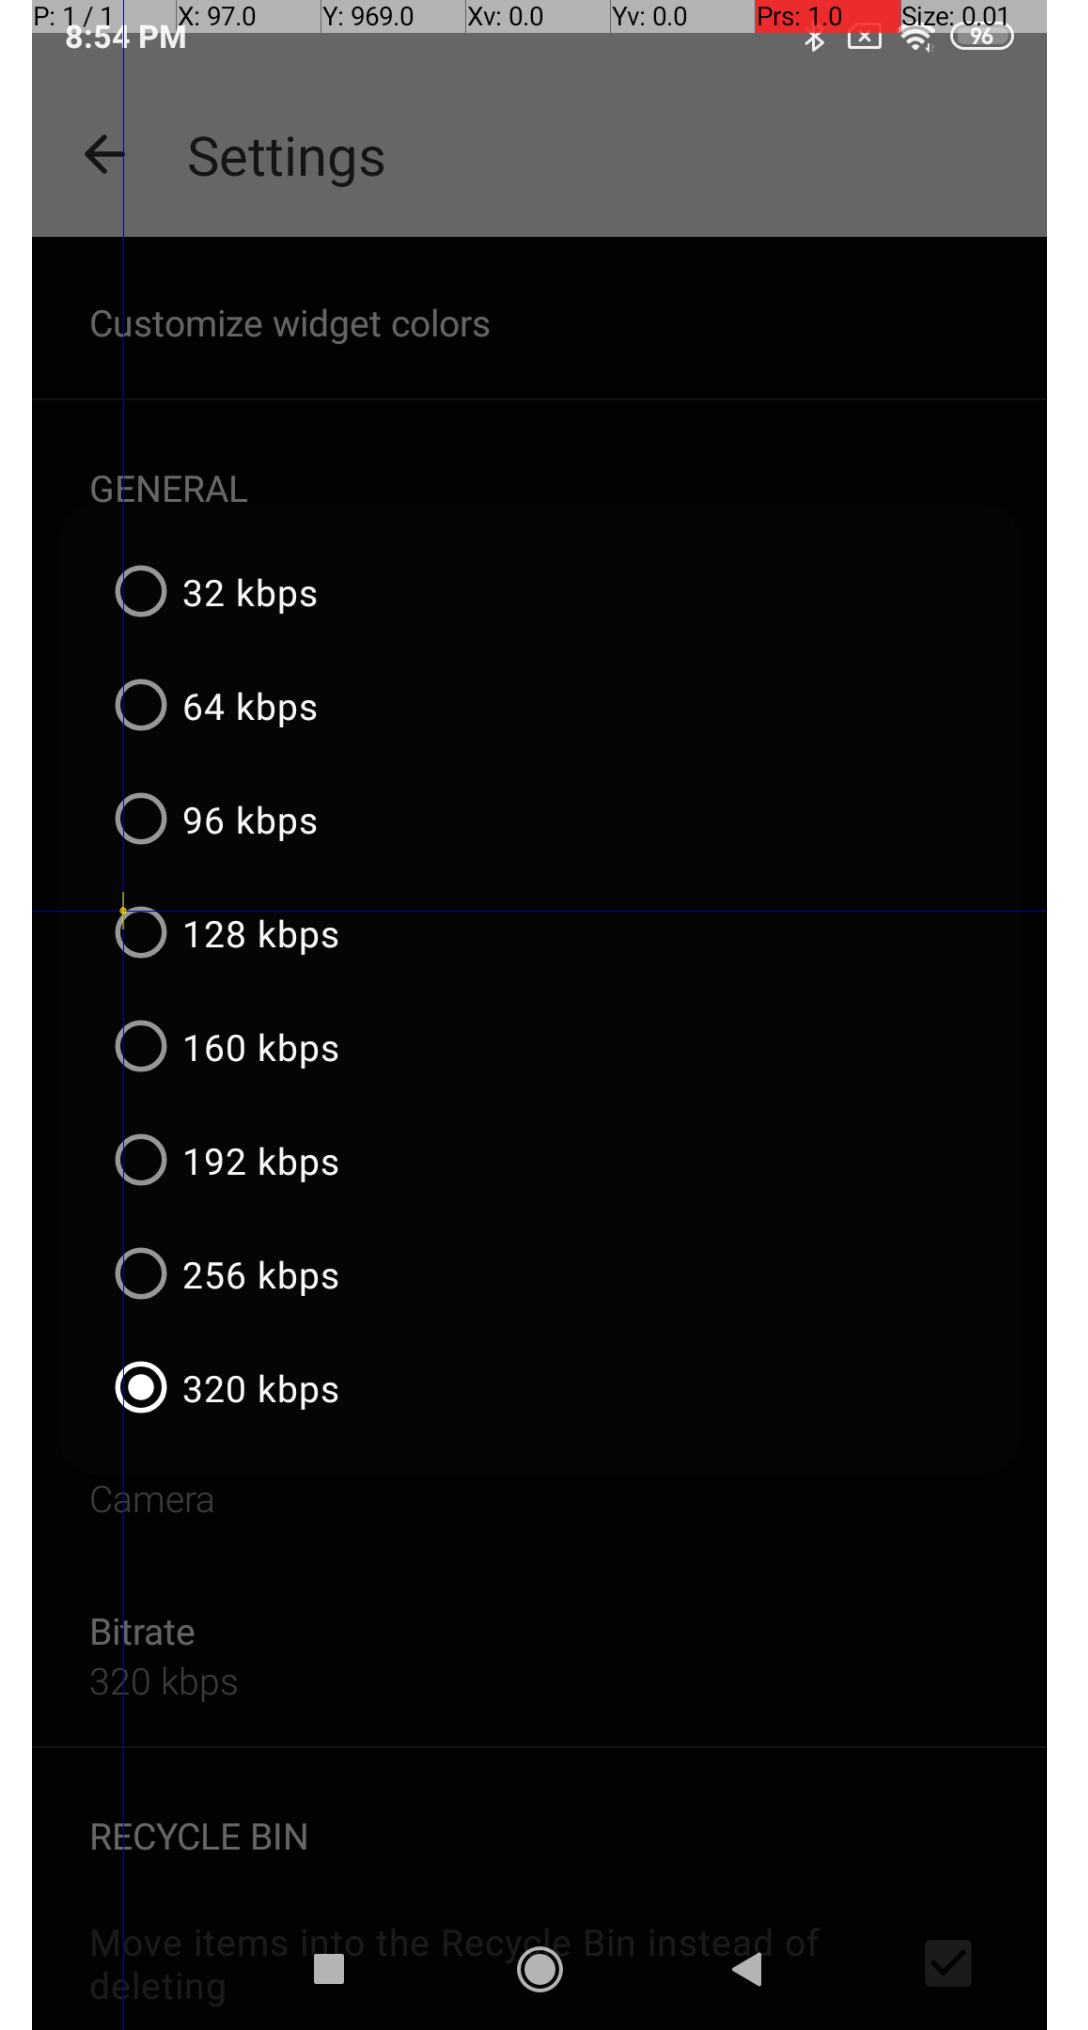 P: 1 / 1 X: 97.0 Y: 969.0 Xv: 0.0 Yv: 0.0 Prs: 1.0 Size: 0.01
8:54 PM 96
Settings
Customize widget colors
GENERAL
32 kbps
64 kbps
96 kbps
128 kbps
160 kbps
192 kbps
256 kbps
320 kbps
Camera
Bitrate
320 kbps
RECYCLE BIN
Move items into the Recycle Bin instead of
deleting